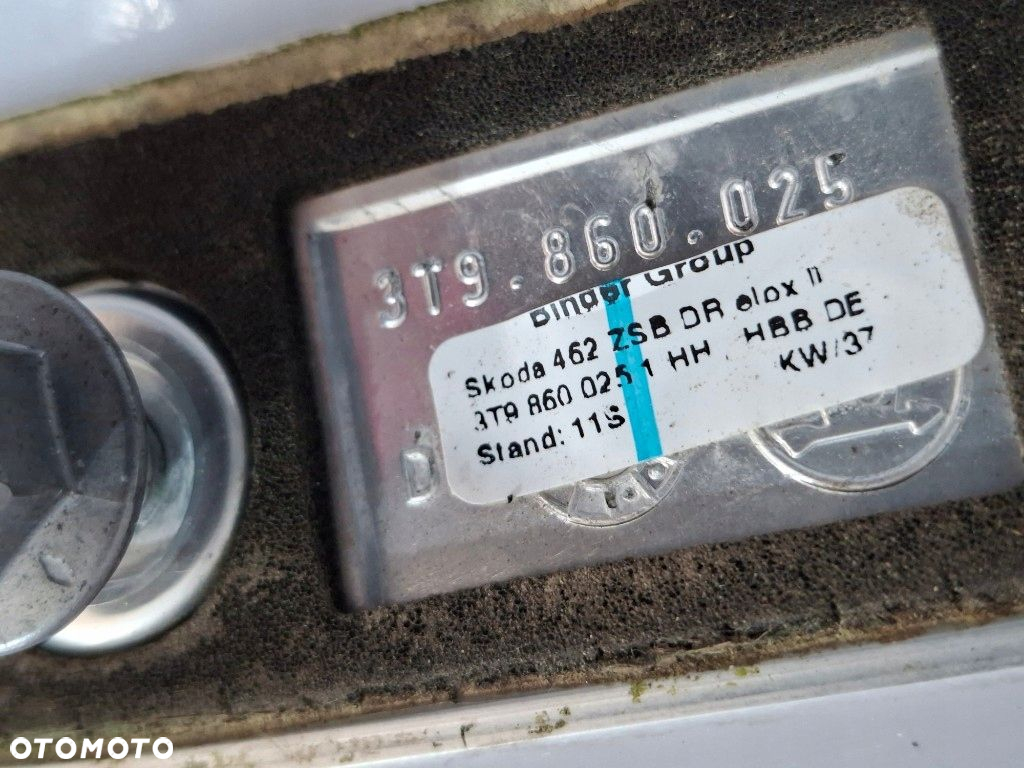 3T9.860.025
Binder Group
Skoda 462 ZSB DR elox II
3T9 860 025 1 HH HBB DE
Stand: 11S KW/37
D
OTOMOTO